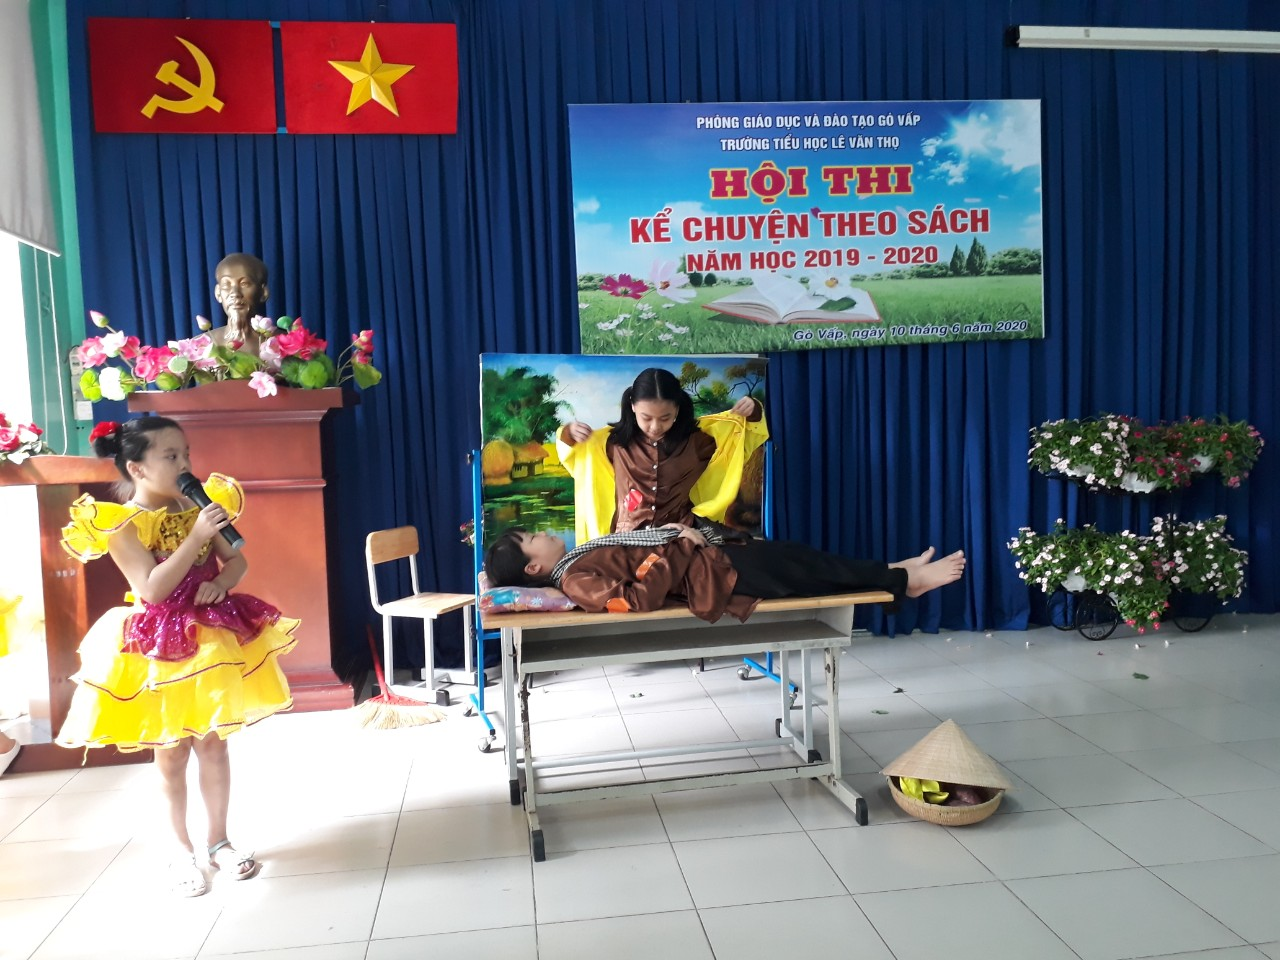 PHÒNG GIÁO DỤC VÀ ĐÀO TẠO GÒ VẤP
TRƯỜNG TIỂU HỌC LÊ VĂN THỌ
HỘI THI
KỂ CHUYỆN THEO SÁCH
NĂM HỌC 2019 - 2020
Gò Vấp, ngày 10 tháng 6 năm 2020